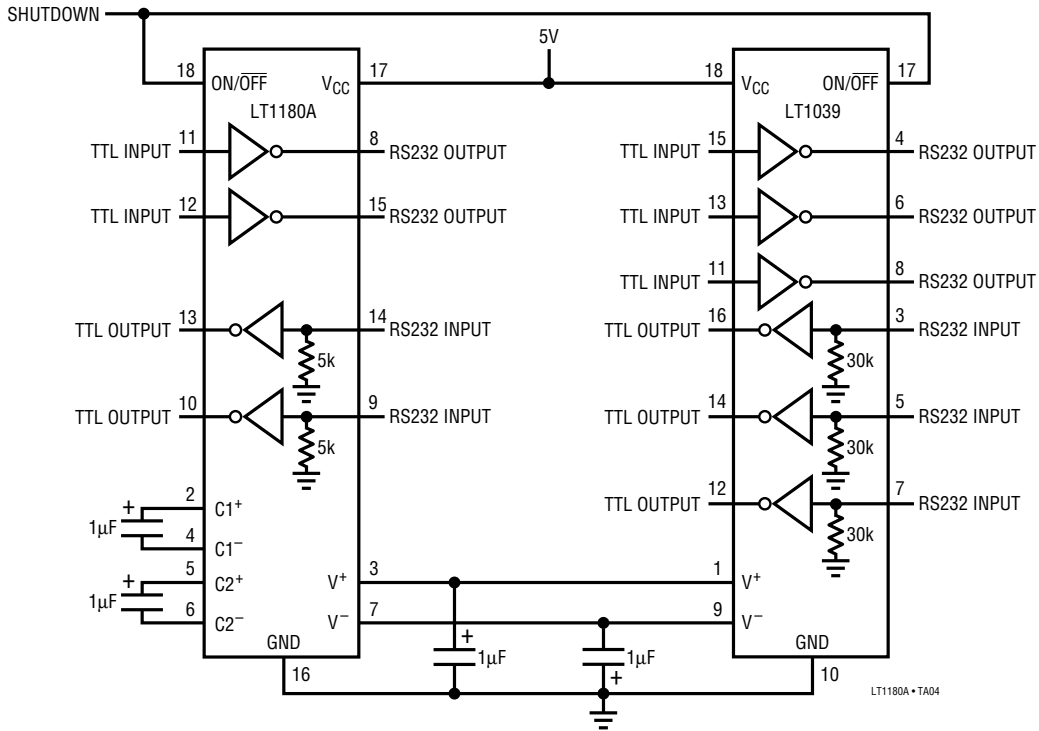 SHUTDOWN
5V
18 ON/OFF VCC 17
LT1180A
18 VCC ON/OFF 17
LT1039
TTL INPUT 11 8 RS232 OUTPUT
TTL INPUT 15 4 RS232 OUTPUT
TTL INPUT 12 15 RS232 OUTPUT
TTL INPUT 13 6 RS232 OUTPUT
TTL INPUT 11 8 RS232 OUTPUT
TTL OUTPUT 13 14 RS232 INPUT
5k
TTL OUTPUT 16 3 RS232 INPUT
30k
TTL OUTPUT 10 9 RS232 INPUT
5k
TTL OUTPUT 14 5 RS232 INPUT
30k
TTL OUTPUT 12 7 RS232 INPUT
30k
+ 1µF 2 C1+
4 C1−
+ 1µF 5 C2+
6 C2−
V+ 3
V− 7
1 V+
9 V−
GND
16
+ 1µF
1µF +
GND
10
LT1180A • TA04